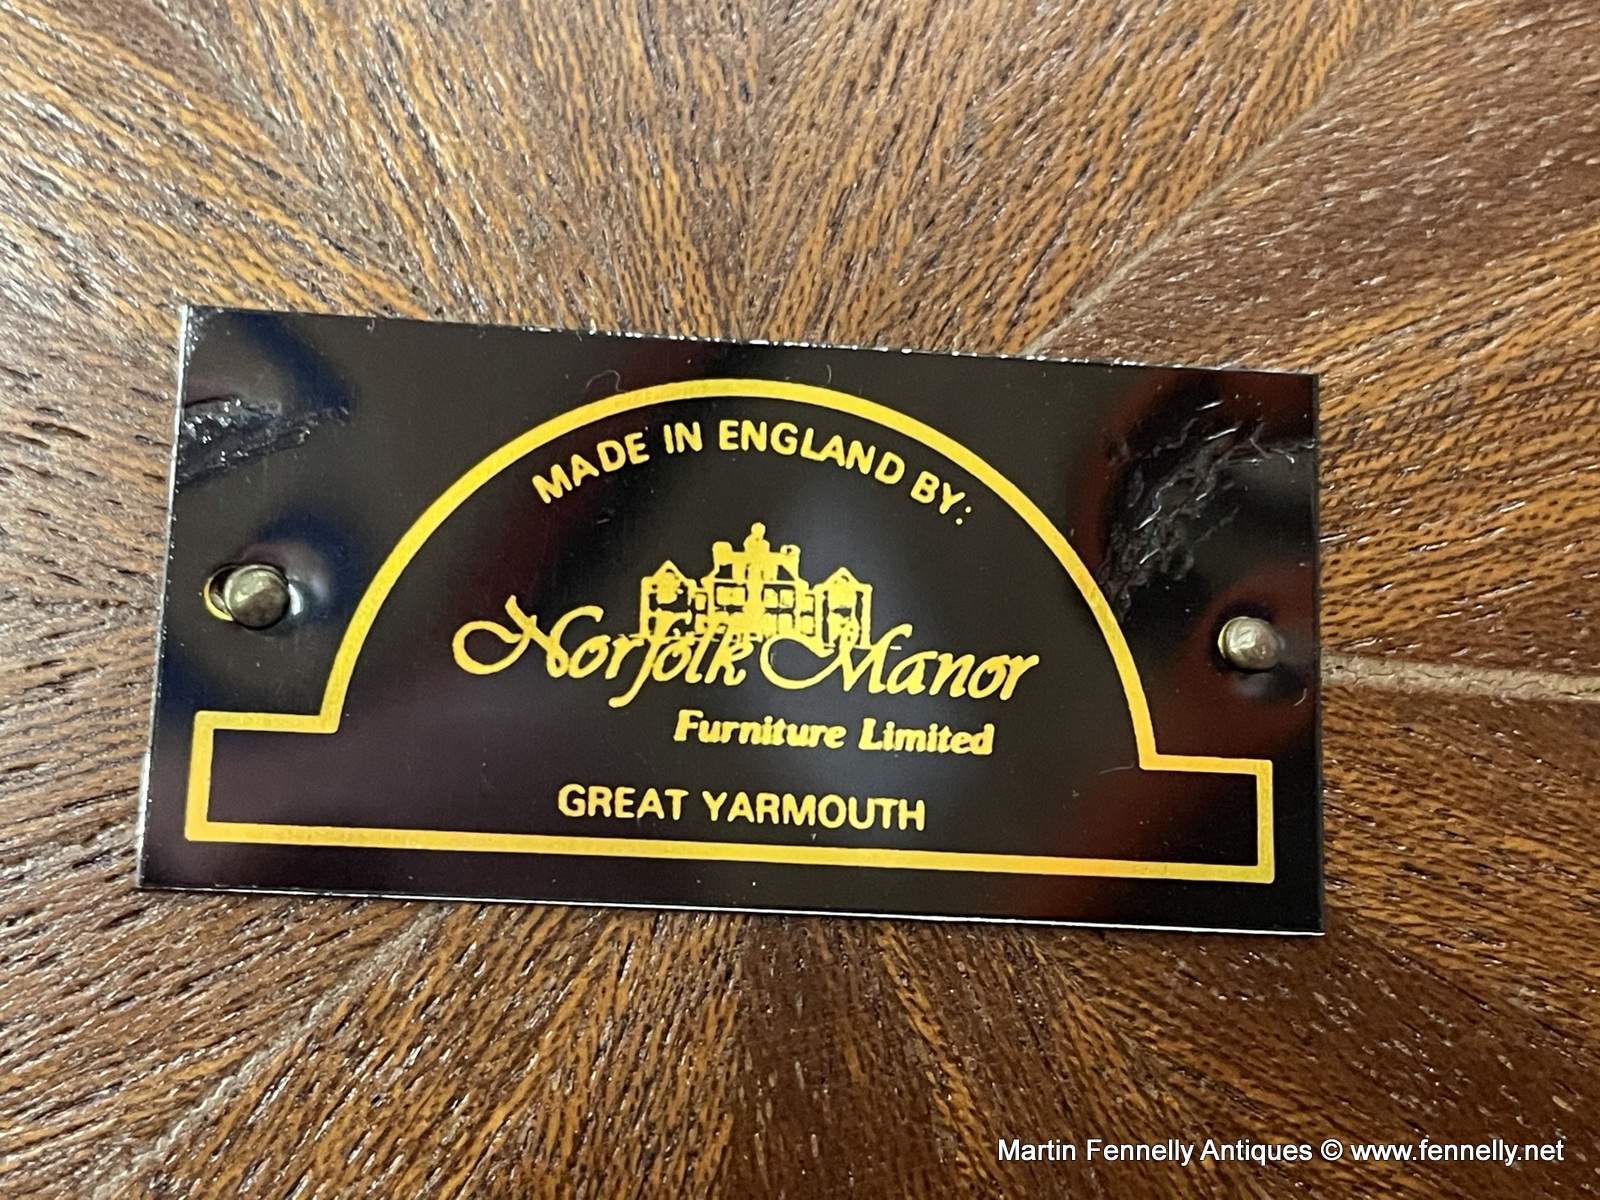 MADE IN ENGLAND BY:
Norfolk Manor
Furniture Limited
GREAT YARMOUTH
Martin Fennelly Antiques © www.fennelly.net